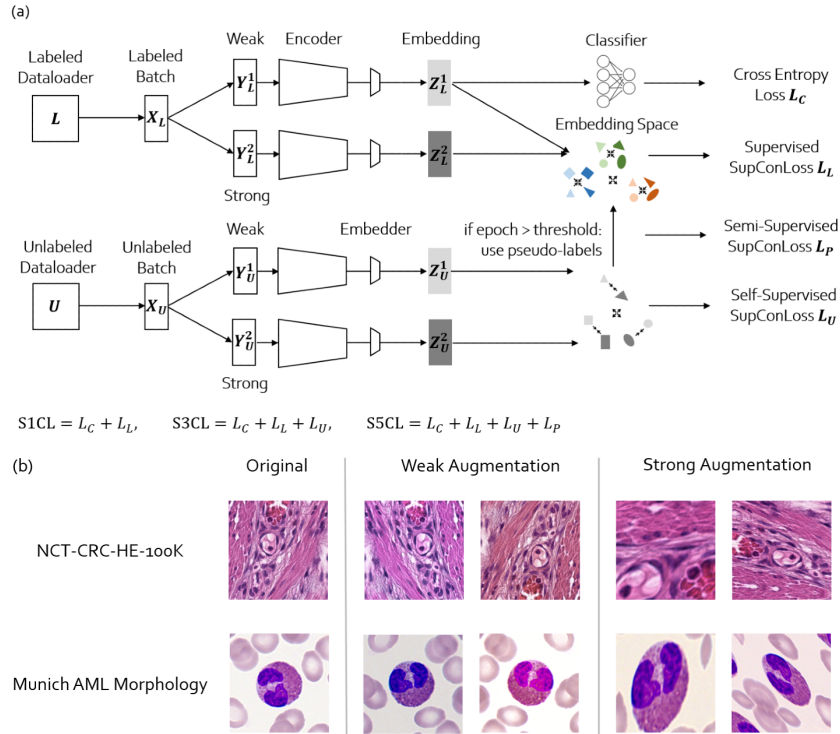 (a)
Labeled
Dataloader
Labeled
Batch
Weak
Encoder
Embedding
Classifier
L
X_L
Y_L^1
Z_L^1
Cross Entropy
Loss L_C
Embedding Space
Y_L^2
Z_L^2
Supervised
SupConLoss L_L
Strong
Unlabeled
Dataloader
Unlabeled
Batch
Weak
Embedder
if epoch > threshold:
use pseudo-labels
Semi-Supervised
SupConLoss L_P
U
X_U
Y_U^1
Z_U^1
Self-Supervised
SupConLoss L_U
Y_U^2
Z_U^2
Strong
S1CL = L_C + L_L, S3CL = L_C + L_L + L_U, S5CL = L_C + L_L + L_U + L_P
(b)
Original
Weak Augmentation
Strong Augmentation
NCT-CRC-HE-100K
Munich AML Morphology